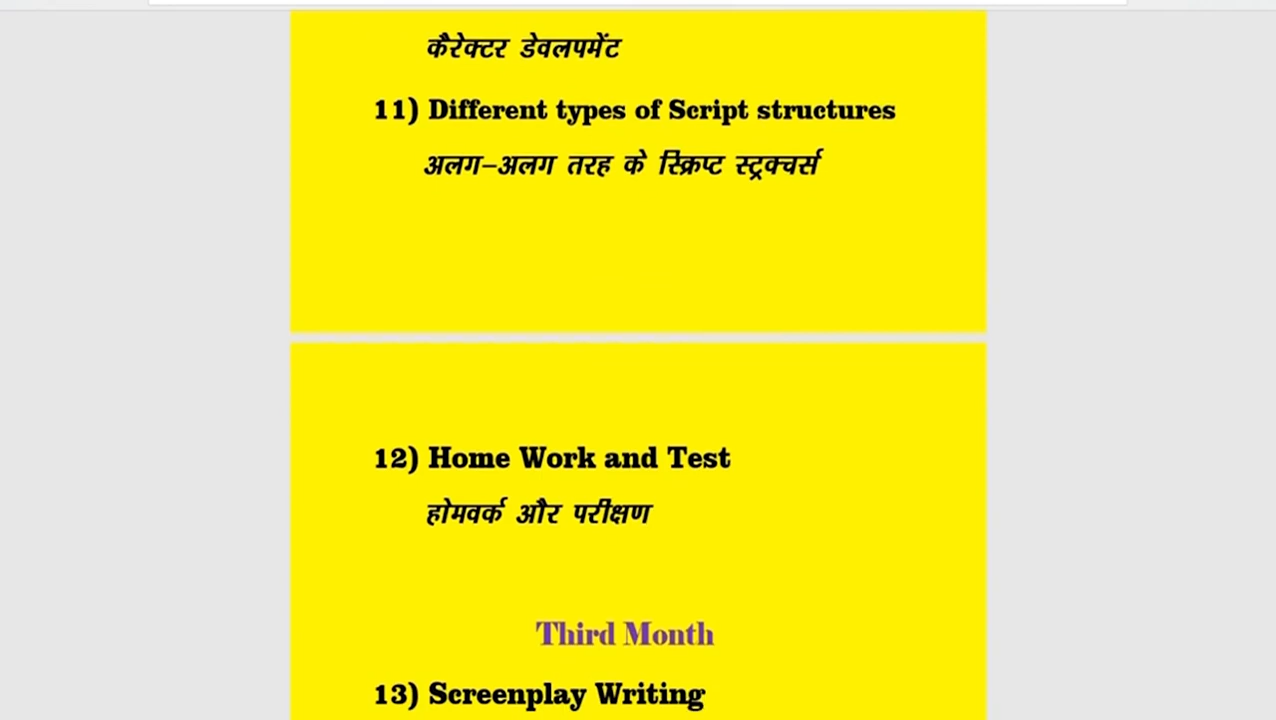 कैरेक्टर डेवलपमेंट
11) Different types of Script structures
अलग-अलग तरह के स्क्रिप्ट स्ट्रक्चर्स
12) Home Work and Test
होमवर्क और परीक्षण
Third Month
13) Screenplay Writing